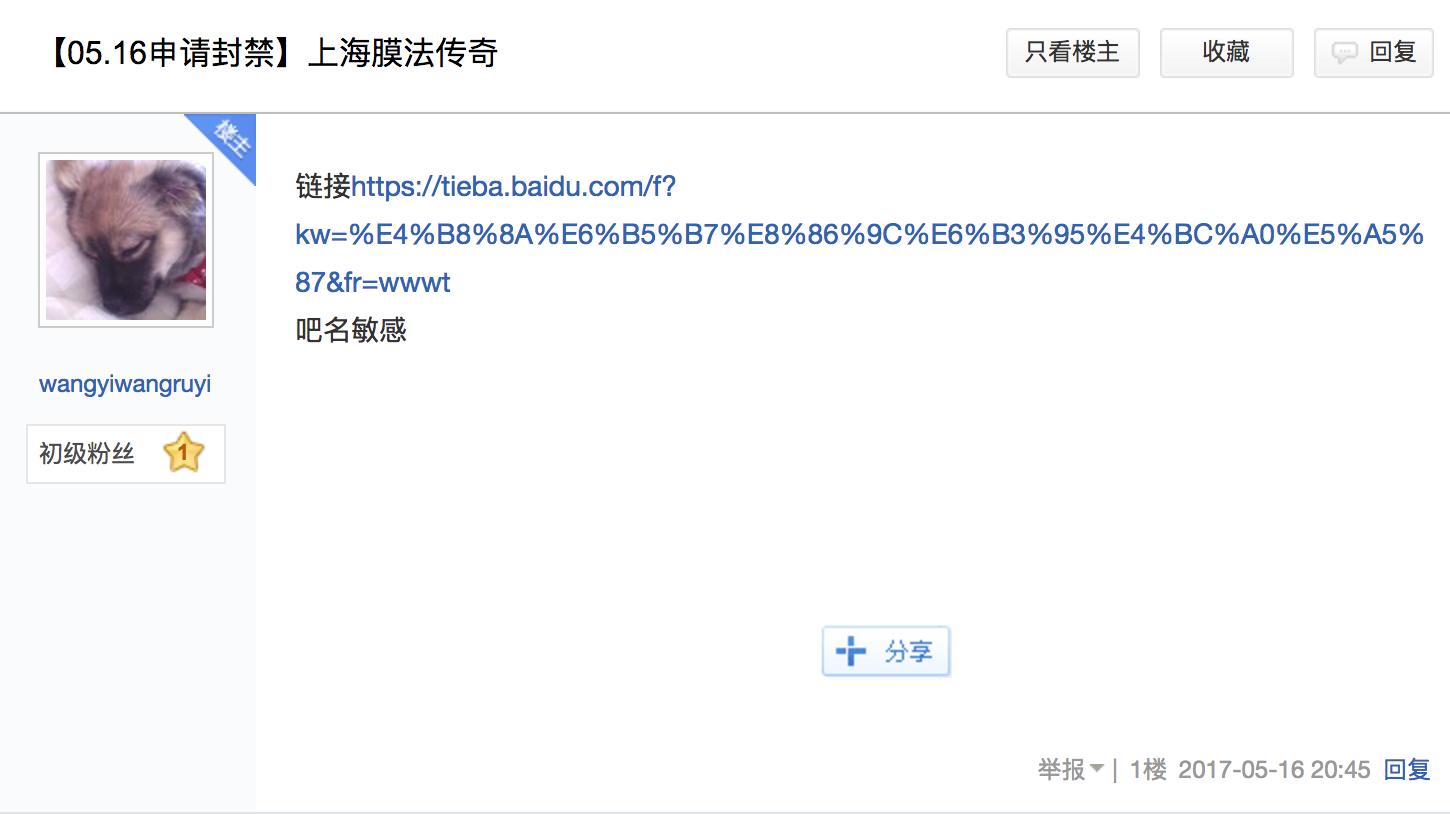 【05.16申请封禁】上海膜法传奇
只看楼主
收藏
回复
楼主
链接https://tieba.baidu.com/f?
kw=%E4%B8%8A%E6%B5%B7%E8%86%9C%E6%B3%95%E4%BC%A0%E5%A5%
87&fr=wwwt
吧名敏感
wangyiwangruyi
初级粉丝 1
分享
举报 | 1楼 2017-05-16 20:45 回复